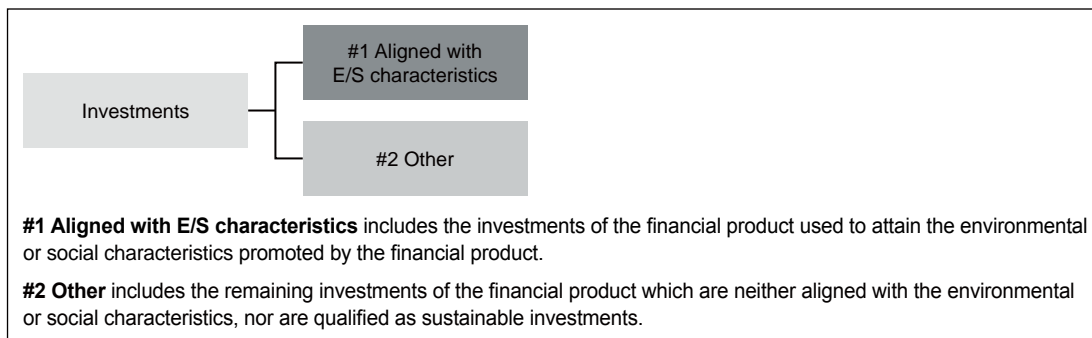 #1 Aligned with
E/S characteristics
Investments
#2 Other
#1 Aligned with E/S characteristics includes the investments of the financial product used to attain the environmental
or social characteristics promoted by the financial product.
#2 Other includes the remaining investments of the financial product which are neither aligned with the environmental
or social characteristics, nor are qualified as sustainable investments.